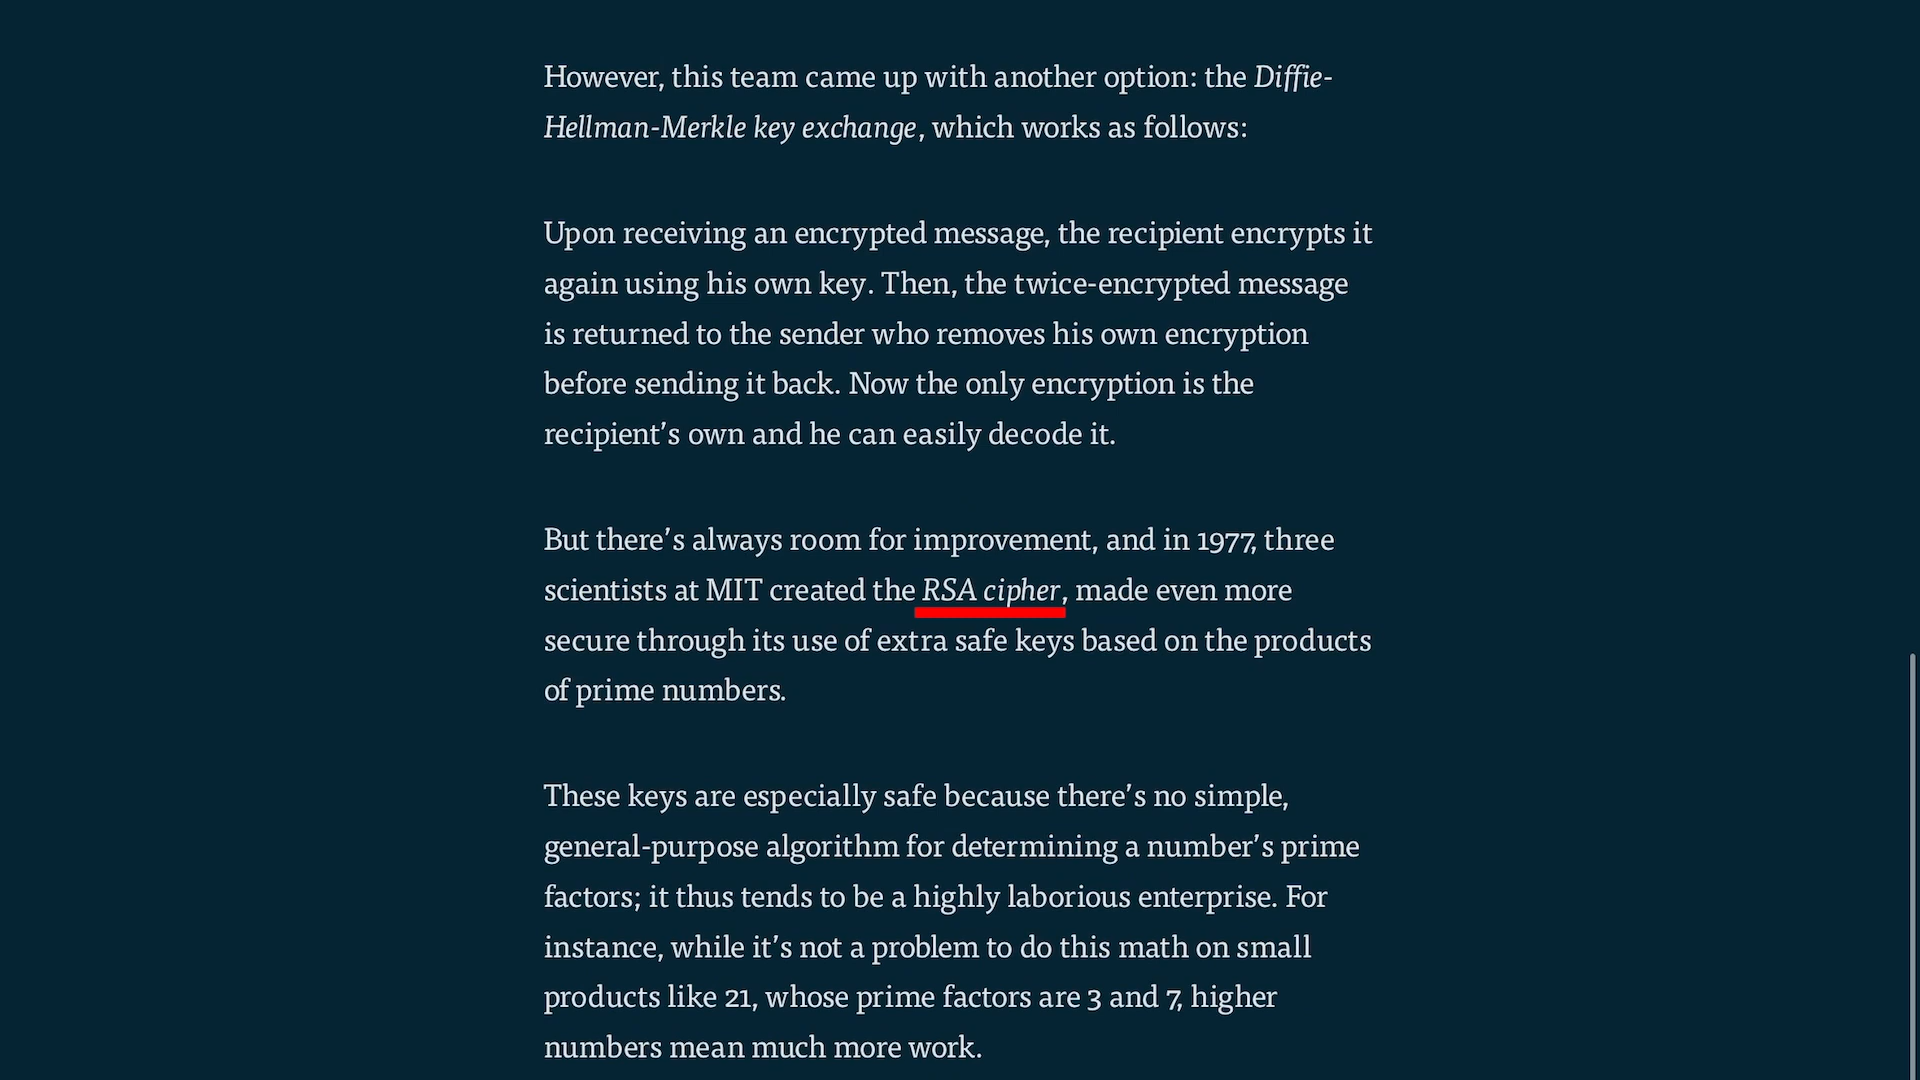 However, this team came up with another option: the Diffie-
Hellman-Merkle key exchange, which works as follows:
Upon receiving an encrypted message, the recipient encrypts it
again using his own key. Then, the twice-encrypted message
is returned to the sender who removes his own encryption
before sending it back. Now the only encryption is the
recipient’s own and he can easily decode it.
But there’s always room for improvement, and in 1977, three
scientists at MIT created the RSA cipher, made even more
secure through its use of extra safe keys based on the products
of prime numbers.
These keys are especially safe because there’s no simple,
general-purpose algorithm for determining a number’s prime
factors; it thus tends to be a highly laborious enterprise. For
instance, while it’s not a problem to do this math on small
products like 21, whose prime factors are 3 and 7, higher
numbers mean much more work.